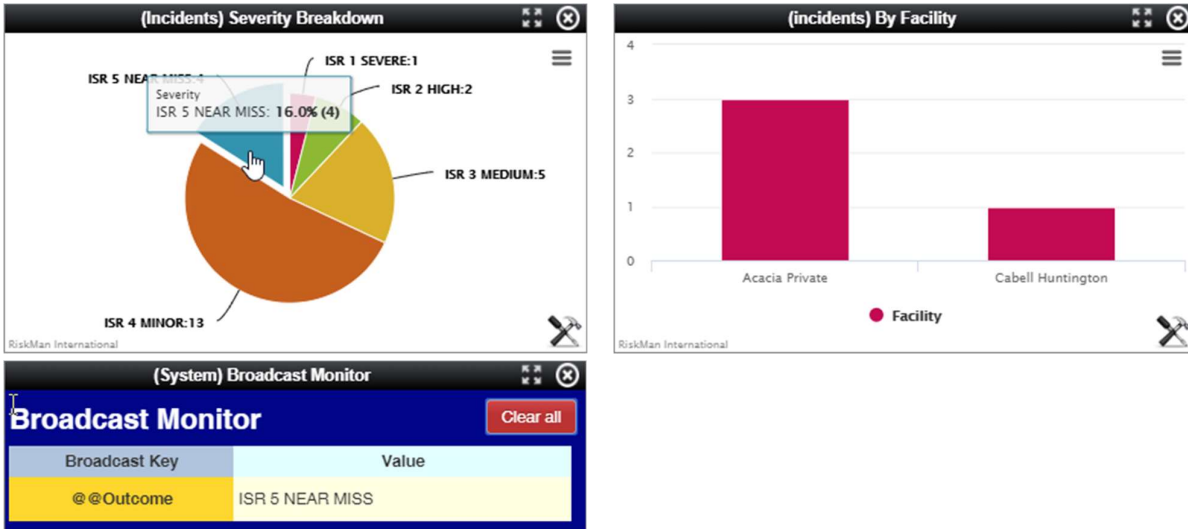 (Incidents) Severity Breakdown
ISR 1 SEVERE:1
ISR 5 NEAR MISS:4
Severity
ISR 5 NEAR MISS: 16.0% (4)
ISR 2 HIGH:2
ISR 3 MEDIUM:5
ISR 4 MINOR:13
RiskMan International
(incidents) By Facility
4
3
2
1
0
Acacia Private
Cabell Huntington
Facility
RiskMan International
(System) Broadcast Monitor
Broadcast Monitor
Clear all
Broadcast Key
Value
@@Outcome
ISR 5 NEAR MISS